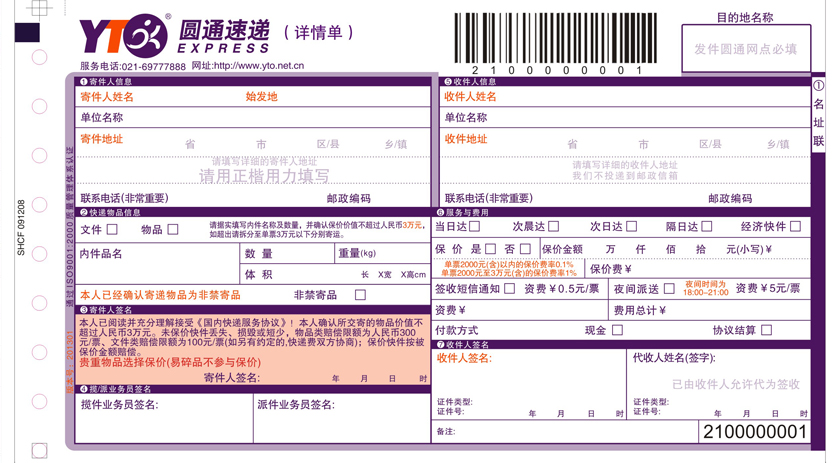 YTO
®
圆通速递
EXPRESS
(详情单)
服务电话:021-69777888 网址:http://www.yto.net.cn
2100000001
目的地名称
发件圆通网点必填
①名址联
SHCF 091208
通过ISO9001:2000质量管理体系认证
❶寄件人信息
寄件人姓名 始发地
单位名称
寄件地址
省 市 区/县 乡/镇
请填写详细的寄件人地址
请用正楷用力填写
联系电话(非常重要) 邮政编码
❺收件人信息
收件人姓名
单位名称
收件地址
省 市 区/县 乡/镇
请填写详细的收件人地址
我们不投递到邮政信箱
联系电话(非常重要) 邮政编码
❷快递物品信息
文件 物品
请据实填写内件名称及数量，并确认保价价值不超过人民币3万元，
如超出请拆分至单票3万元以下分别寄运。
内件品名 数 量 重量(kg)
体 积 长 X宽 X高cm
本人已经确认寄递物品为非禁寄品 非禁寄品
❸寄件人签名
本人已阅读并充分理解接受《国内快递服务协议》！本人确认所交寄的物品价值不
超过人民币3万元。未保价快件丢失、损毁或短少，物品类赔偿限额为人民币300
元/票、文件类赔偿限额为100元/票(如另有约定的,快递费双方协商)；保价快件按被
保价金额赔偿。
贵重物品选择保价(易碎品不参与保价)
寄件人签名: 年 月 日 时
❹揽/派业务员签名
揽件业务员签名: 派件业务员签名:
❻服务与费用
当日达 次晨达 次日达 隔日达 经济快件
保 价 是 否 保价金额 万 仟 佰 拾 元(小写)￥
单票2000元(含)以内的保价费率0.1%
单票2000元至3万元(含)的保价费率1%
保价费￥
签收短信通知 资费￥0.5元/票 夜间派送 夜间时间为
18:00–21:00 资费￥5元/票
资费￥ 费用总计￥
付款方式 现金 协议结算
❼收件人签名
收件人签名: 代收人姓名(签字):
已由收件人允许代为签收
证件类型: 证件类型:
证件号: 年 月 日 时 证件号: 年 月 日 时
备注: 2100000001